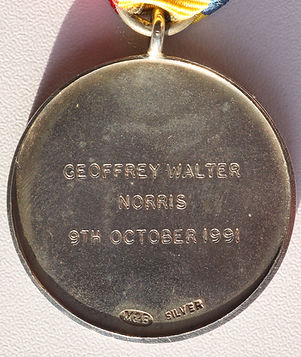 GEOFFREY WALTER
NORRIS
9TH OCTOBER 1991
SILVER